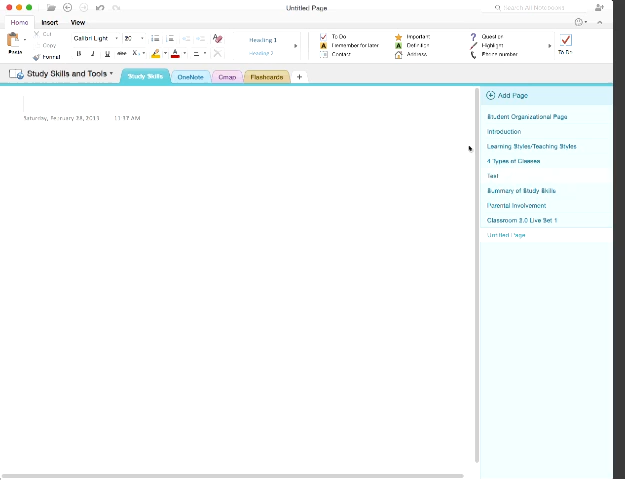 Untitled Page
Search All Notebooks
Home Insert View
Cut
Copy
Paste
Format
Calibri Light 20
B I U abc X
Heading 1
Heading 2
To Do
Remember for later
Contact
Important
Definition
Address
Question
Highlight
Phone number
To Do
Study Skills and Tools
Study Skills OneNote Cmap Flashcards +
Saturday, February 28, 2015 11:17 AM
Add Page
Student Organizational Page
Introduction
Learning Styles/Teaching Styles
4 Types of Classes
Test
Summary of Study Skills
Parental Involvement
Classroom 2.0 Live Set 1
Untitled Page